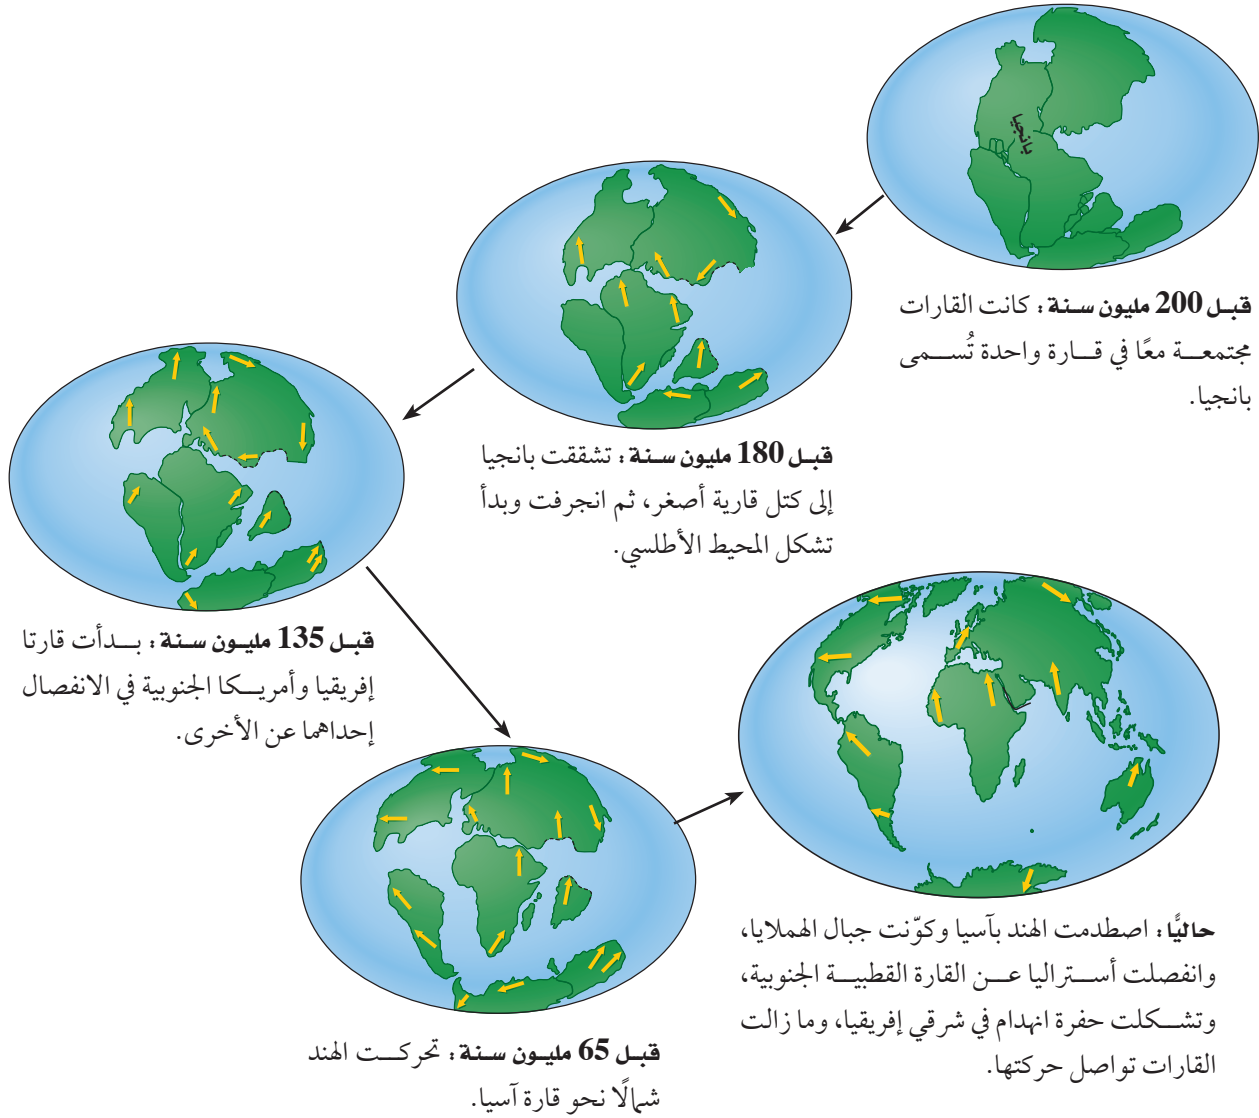 بانجيا
قبل 200 مليون سنة: كانت القارات
مجتمعة معًا في قارة واحدة تُسمى
بانجيا.
قبل 180 مليون سنة: تشققت بانجيا
إلى كتل قارية أصغر، ثم انجرفت وبدأ
تشكل المحيط الأطلسي.
قبل 135 مليون سنة: بدأت قارتا
إفريقيا وأمريكا الجنوبية في الانفصال
إحداهما عن الأخرى.
قبل 65 مليون سنة: تحركت الهند
شمالًا نحو قارة آسيا.
حاليًّا: اصطدمت الهند بآسيا وكوّنت جبال الهملايا،
وانفصلت أستراليا عن القارة القطبية الجنوبية،
وتشكلت حفرة انهدام في شرقي إفريقيا، وما زالت
القارات تواصل حركتها.